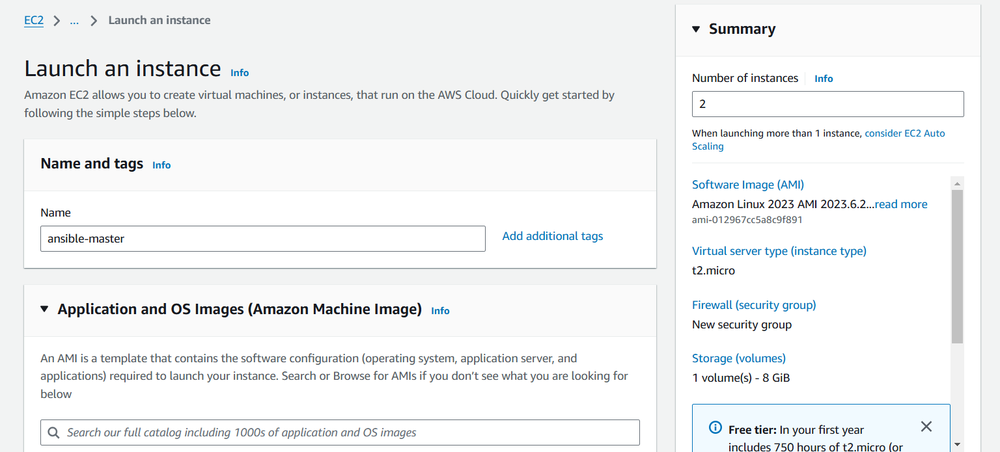 EC2 > ... > Launch an instance
Launch an instance Info
Amazon EC2 allows you to create virtual machines, or instances, that run on the AWS Cloud. Quickly get started by
following the simple steps below.
Name and tags Info
Name
ansible-master
Add additional tags
Application and OS Images (Amazon Machine Image) Info
An AMI is a template that contains the software configuration (operating system, application server, and
applications) required to launch your instance. Search or Browse for AMIs if you don’t see what you are looking for
below
Search our full catalog including 1000s of application and OS images
Summary
Number of instances Info
2
When launching more than 1 instance, consider EC2 Auto
Scaling
Software Image (AMI)
Amazon Linux 2023 AMI 2023.6.2...read more
ami-012967cc5a8c9f891
Virtual server type (instance type)
t2.micro
Firewall (security group)
New security group
Storage (volumes)
1 volume(s) - 8 GiB
Free tier: In your first year
includes 750 hours of t2.micro (or